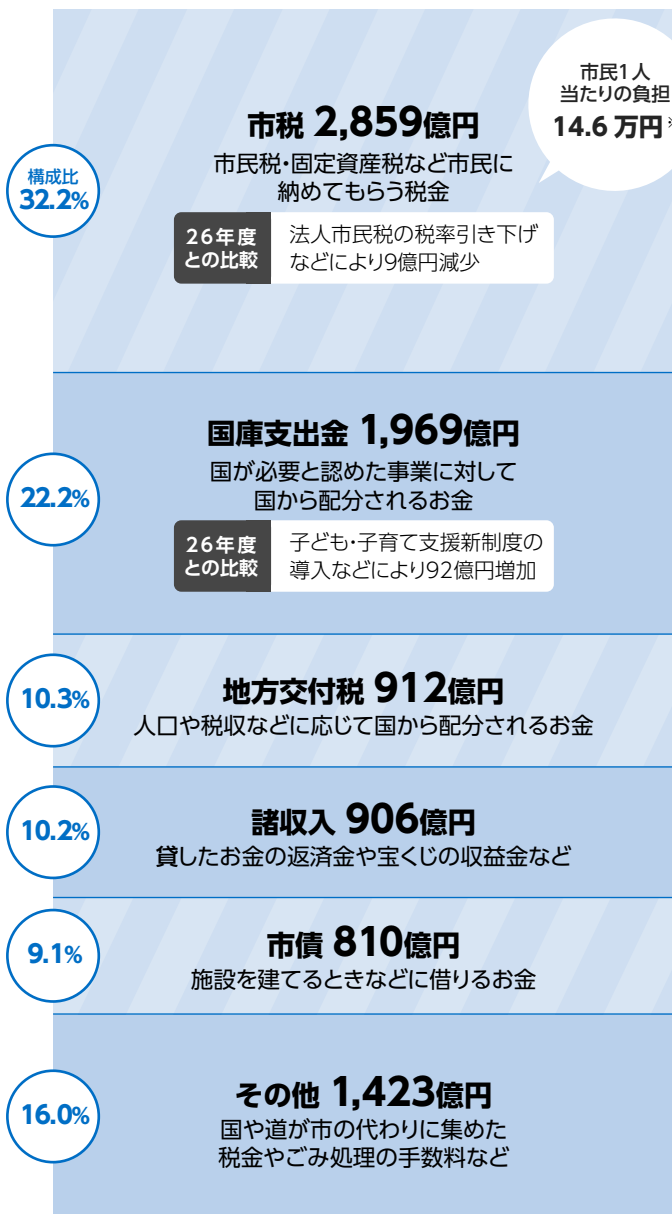 市民1人
当たりの負担
14.6 万円※
市税 2,859億円
市民税・固定資産税など市民に
納めてもらう税金
構成比
32.2%
26年度
との比較
法人市民税の税率引き下げ
などにより9億円減少
国庫支出金 1,969億円
国が必要と認めた事業に対して
国から配分されるお金
22.2%
26年度
との比較
子ども・子育て支援新制度の
導入などにより92億円増加
10.3%
地方交付税 912億円
人口や税収などに応じて国から配分されるお金
10.2%
諸収入 906億円
貸したお金の返済金や宝くじの収益金など
9.1%
市債 810億円
施設を建てるときなどに借りるお金
16.0%
その他 1,423億円
国や道が市の代わりに集めた
税金やごみ処理の手数料など